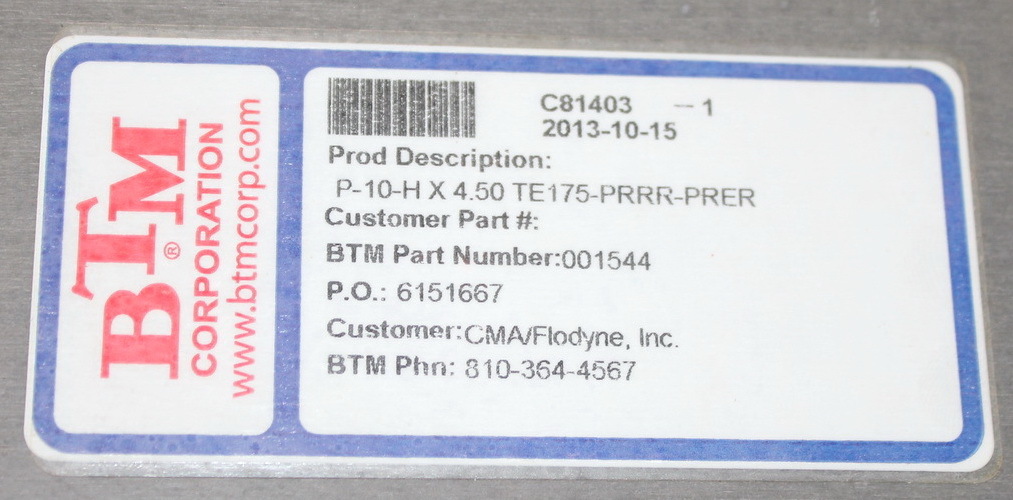 BTM®
CORPORATION
www.btmcorp.com
C81403 — 1
2013-10-15
Prod Description:
P-10-H X 4.50 TE175-PRRR-PRER
Customer Part #:
BTM Part Number:001544
P.O.: 6151667
Customer:CMA/Flodyne, Inc.
BTM Phn: 810-364-4567